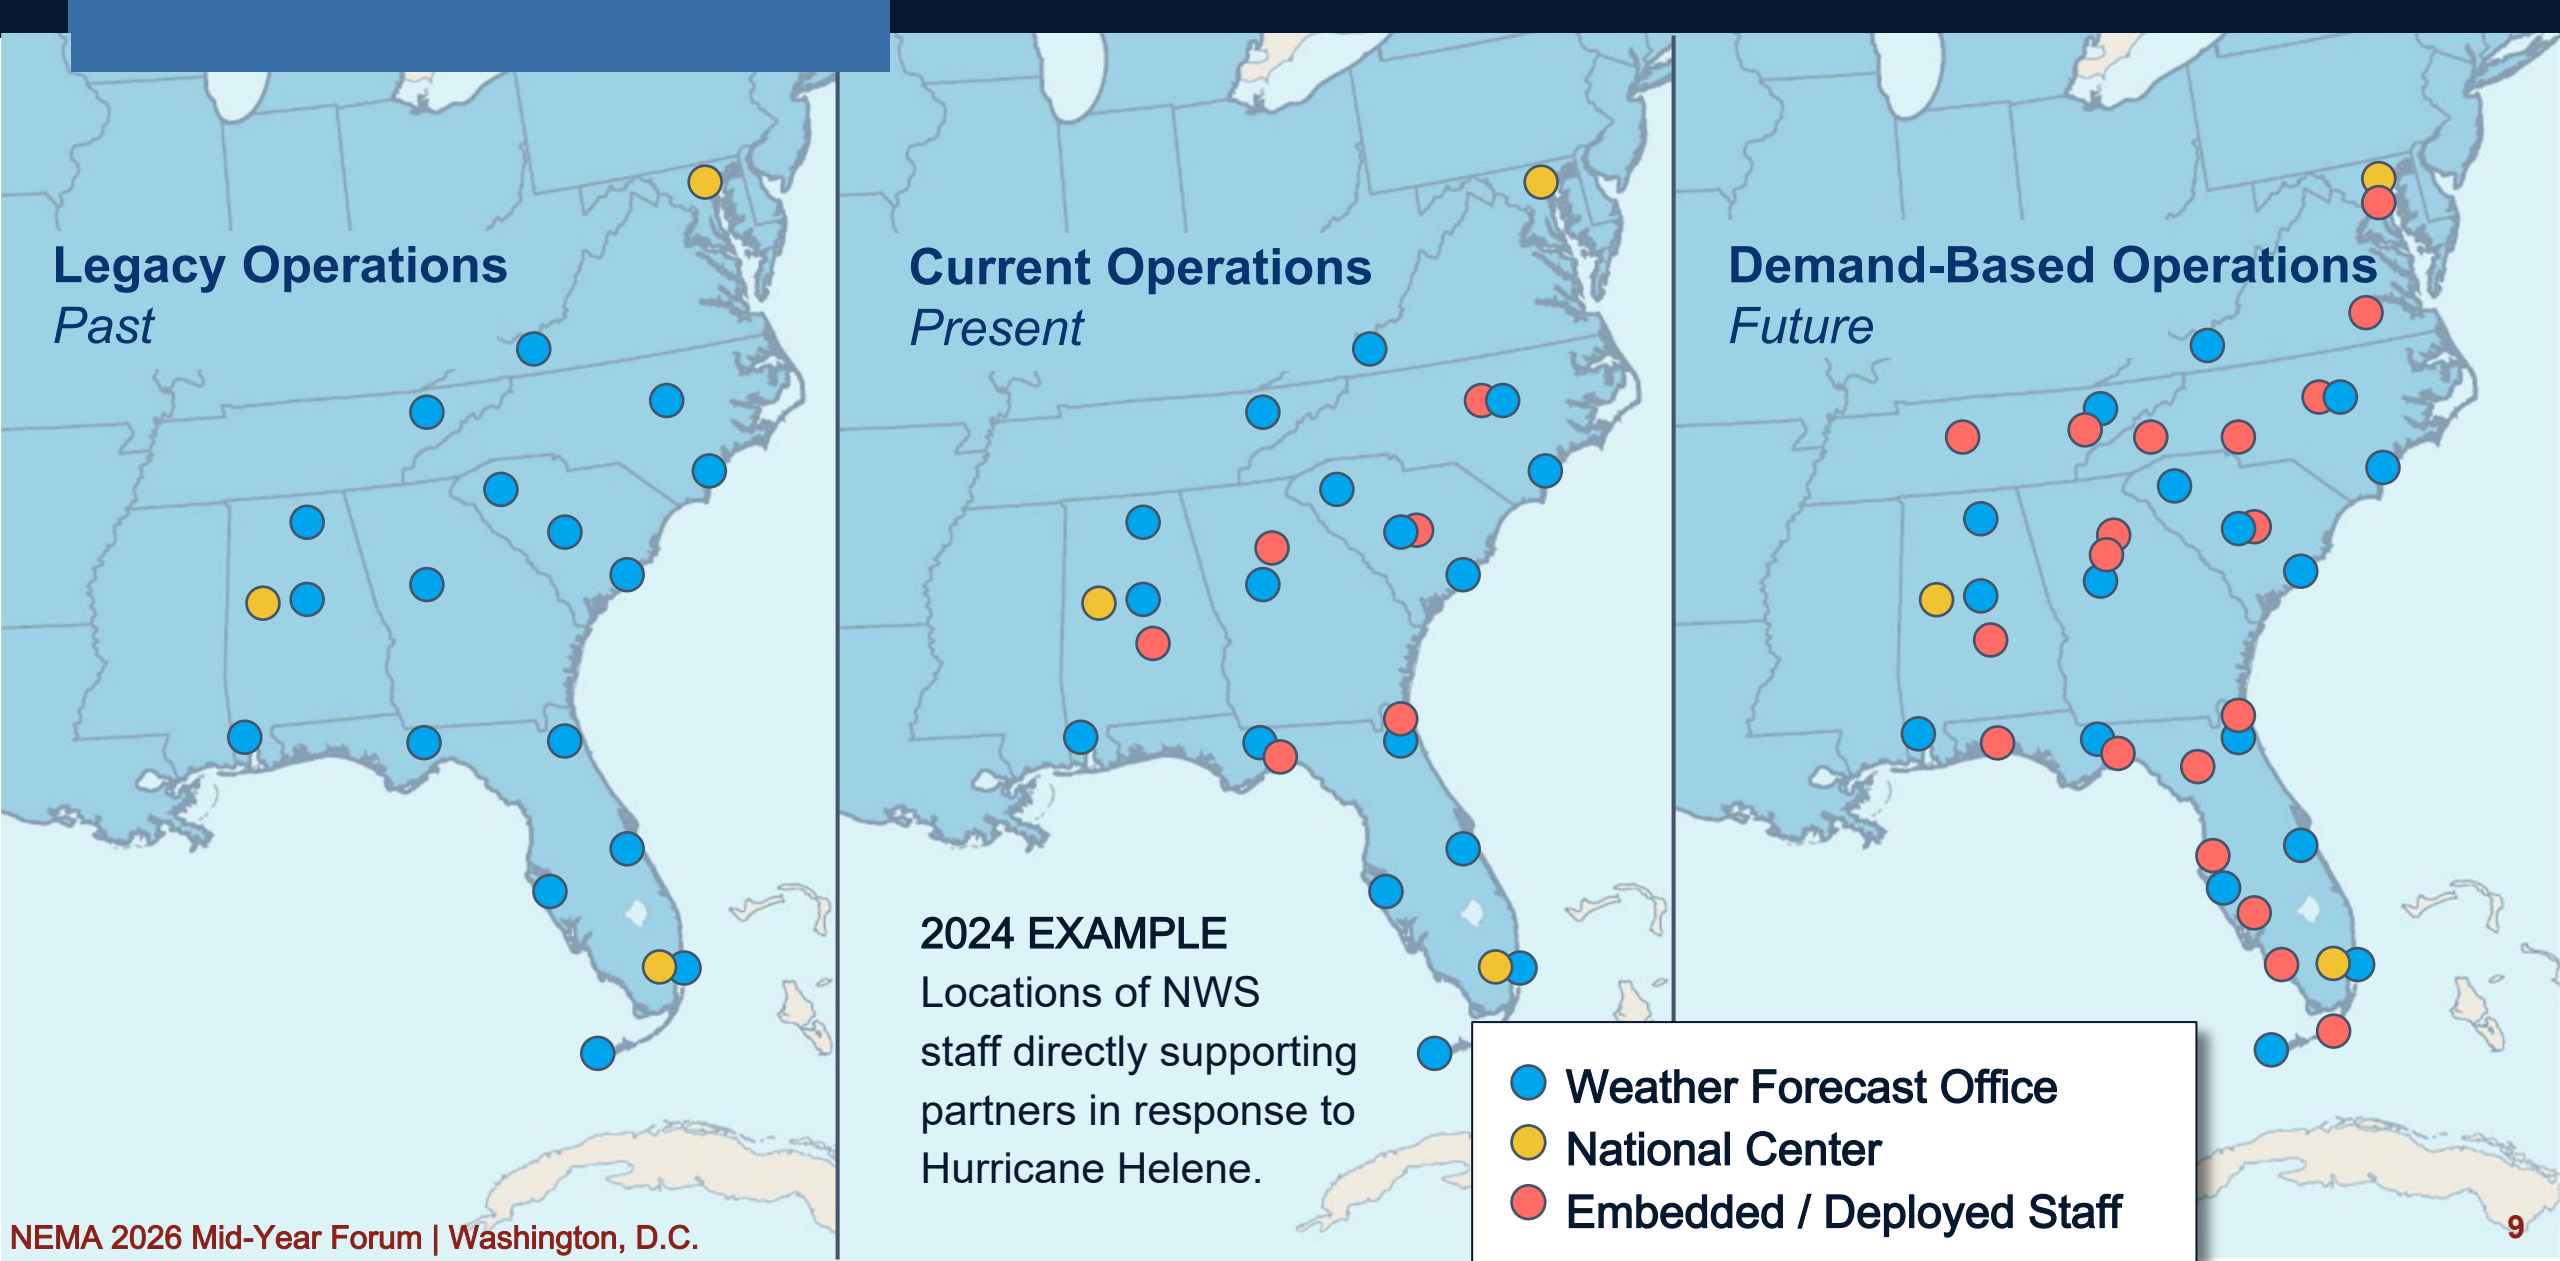 Legacy Operations
Past
Current Operations
Present
Demand-Based Operations
Future
2024 EXAMPLE
Locations of NWS
staff directly supporting
partners in response to
Hurricane Helene.
Weather Forecast Office
National Center
Embedded / Deployed Staff
NEMA 2026 Mid-Year Forum | Washington, D.C.
9